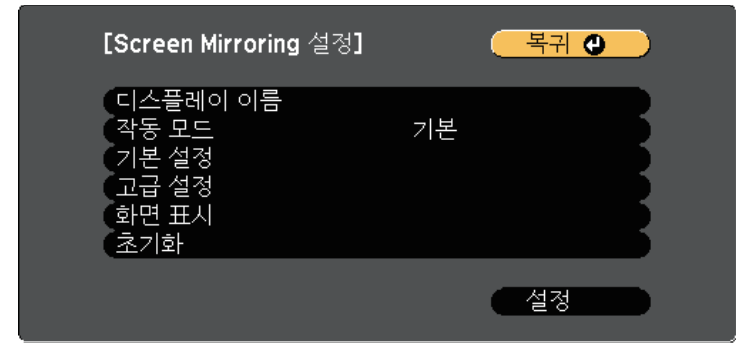 [Screen Mirroring 설정]
복귀
디스플레이 이름
작동 모드 기본
기본 설정
고급 설정
화면 표시
초기화
설정